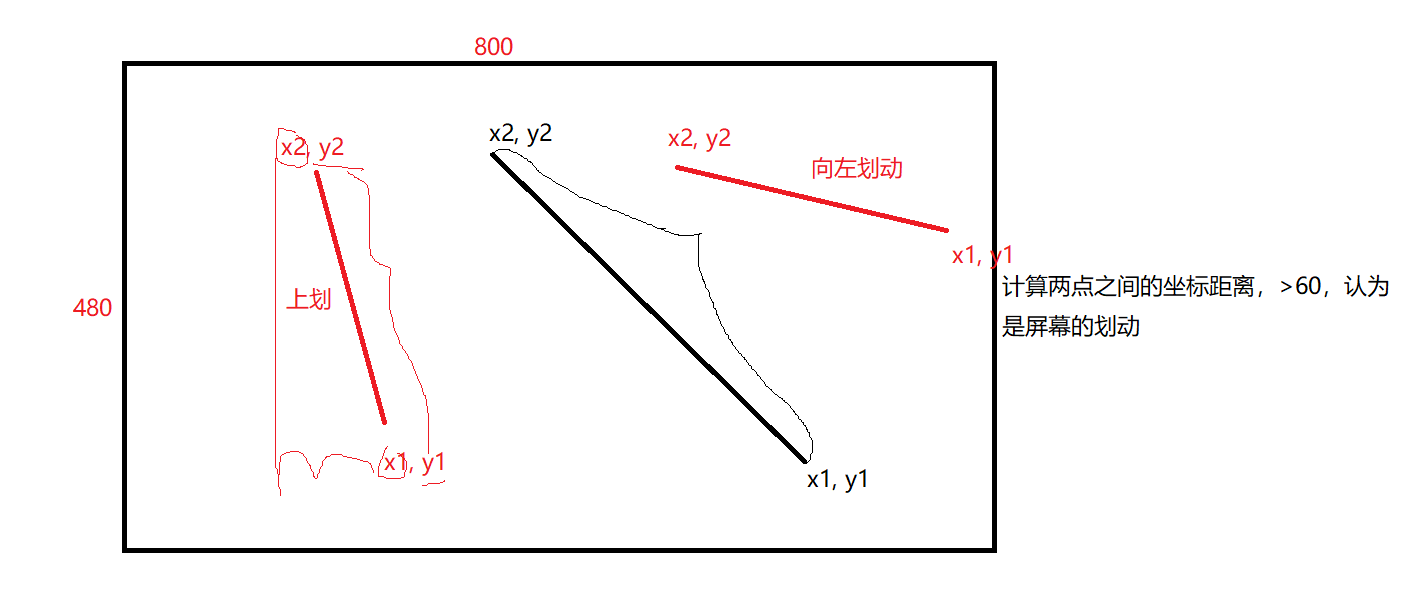 800
x2, y2
x2, y2
x2, y2
向左划动
x1, y1
计算两点之间的坐标距离，>60，认为
是屏幕的划动
480
上划
x1, y1
x1, y1